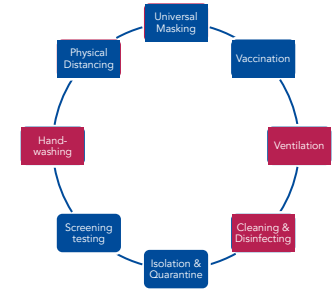 Universal
Masking
Vaccination
Ventilation
Cleaning &
Disinfecting
Isolation &
Quarantine
Screening
testing
Hand-
washing
Physical
Distancing